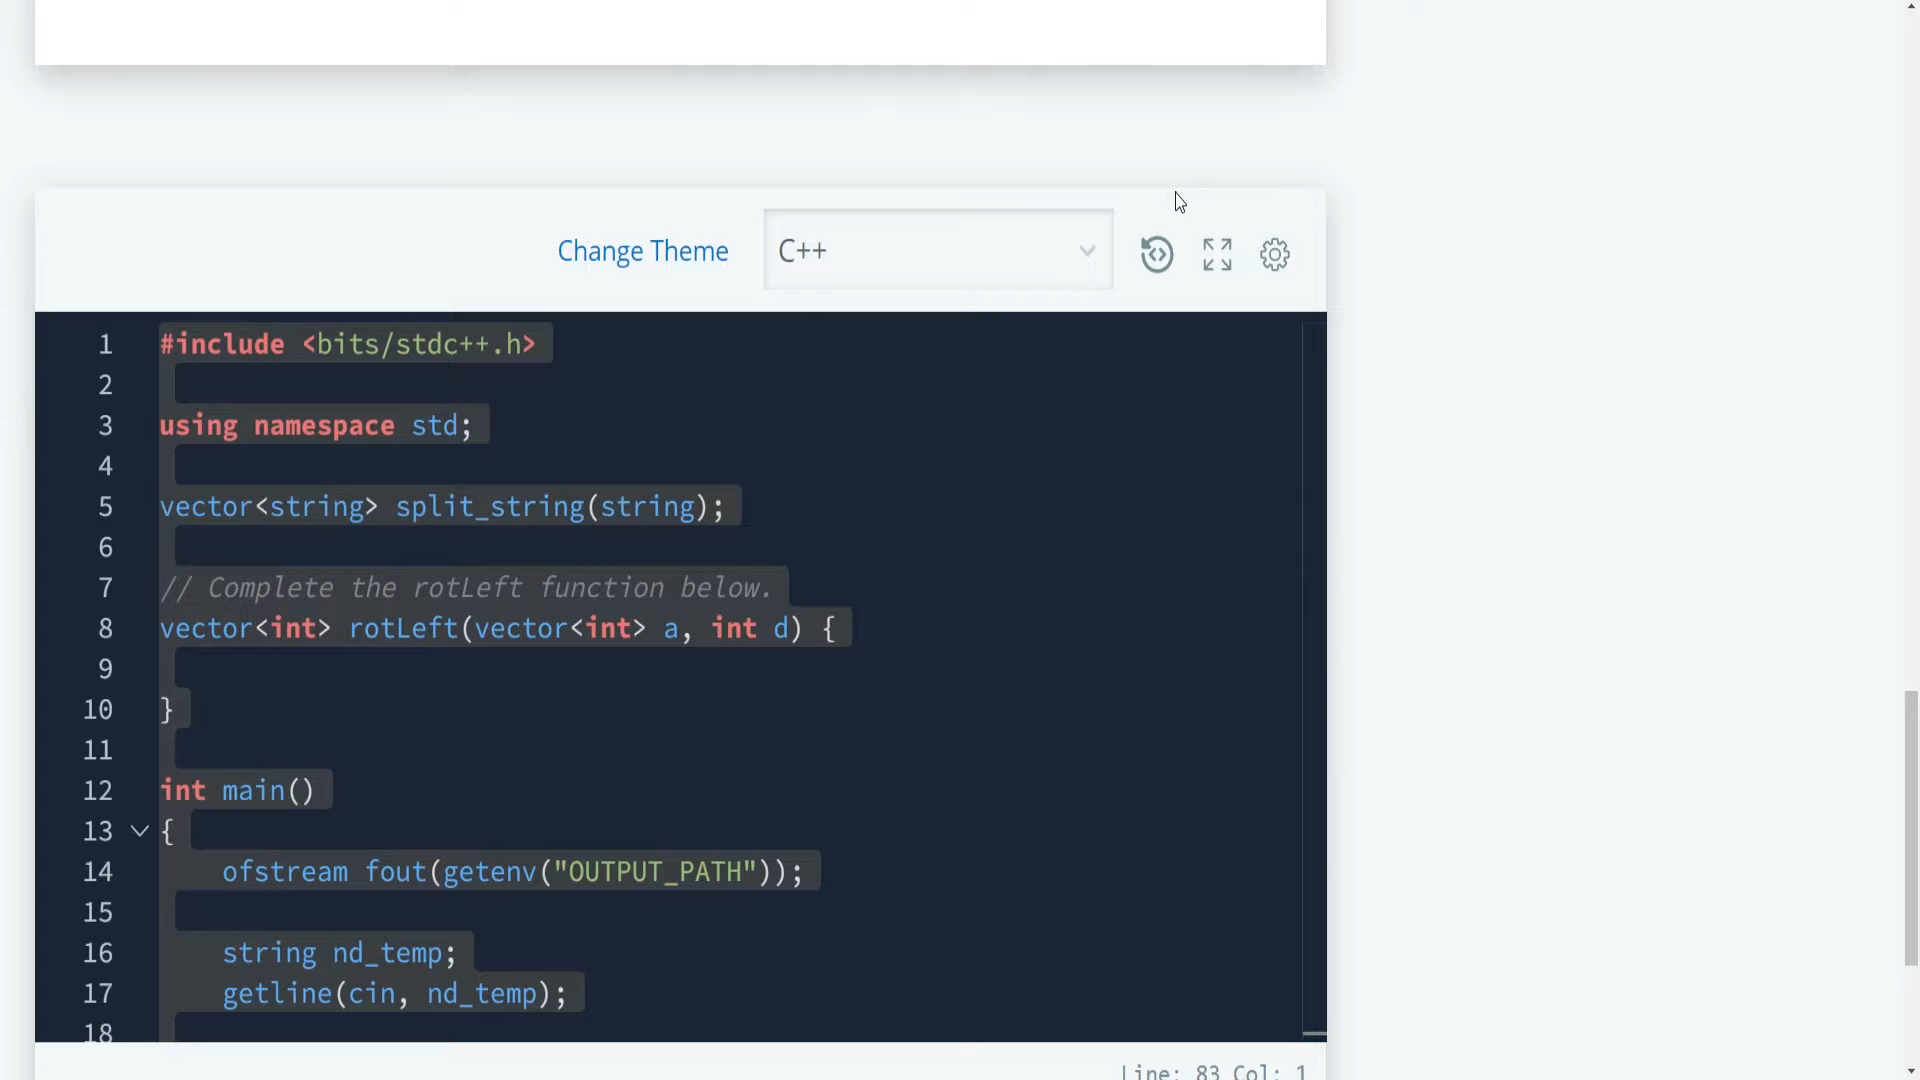 Change Theme
C++
1 #include <bits/stdc++.h>
2
3 using namespace std;
4
5 vector<string> split_string(string);
6
7 // Complete the rotLeft function below.
8 vector<int> rotLeft(vector<int> a, int d) {
9
10 }
11
12 int main()
13 {
14 ofstream fout(getenv("OUTPUT_PATH"));
15
16 string nd_temp;
17 getline(cin, nd_temp);
18
Line: 83 Col: 1